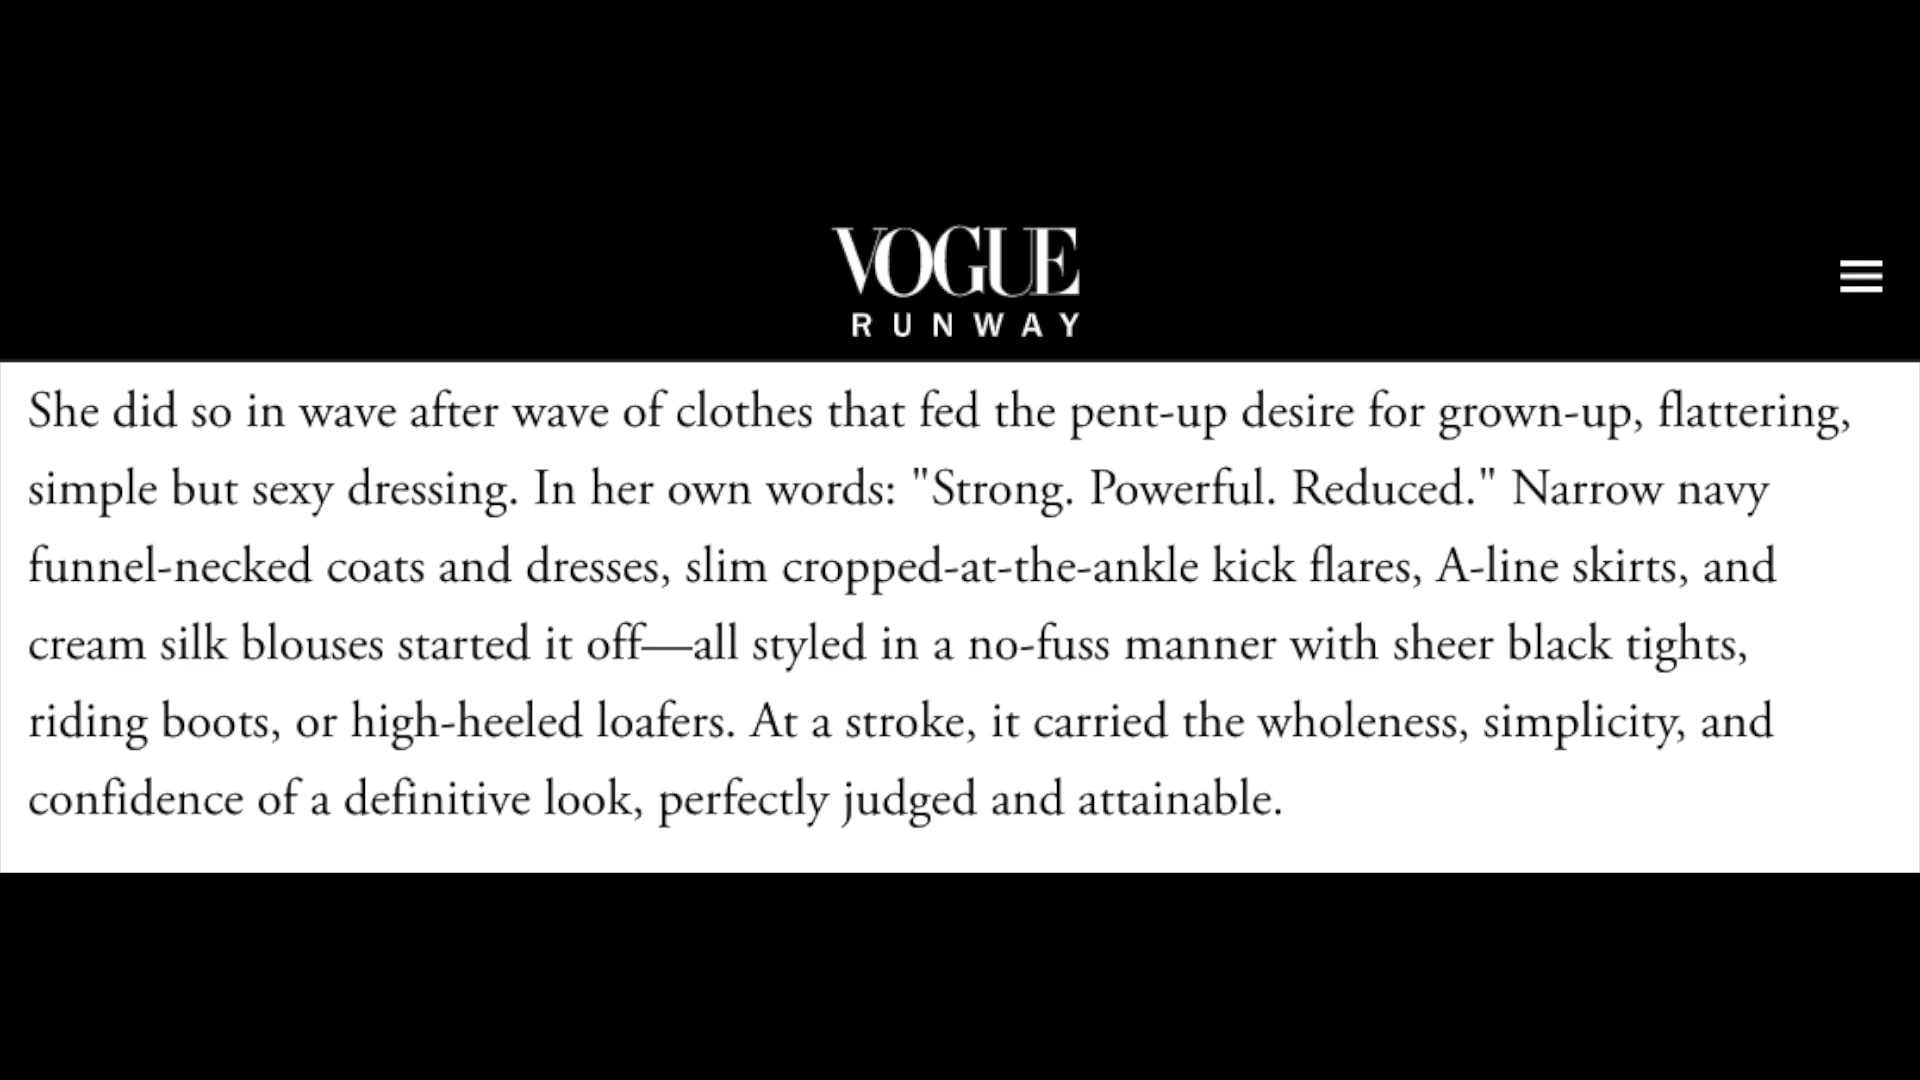 VOGUE
RUNWAY
She did so in wave after wave of clothes that fed the pent-up desire for grown-up, flattering,
simple but sexy dressing. In her own words: "Strong. Powerful. Reduced." Narrow navy
funnel-necked coats and dresses, slim cropped-at-the-ankle kick flares, A-line skirts, and
cream silk blouses started it off—all styled in a no-fuss manner with sheer black tights,
riding boots, or high-heeled loafers. At a stroke, it carried the wholeness, simplicity, and
confidence of a definitive look, perfectly judged and attainable.